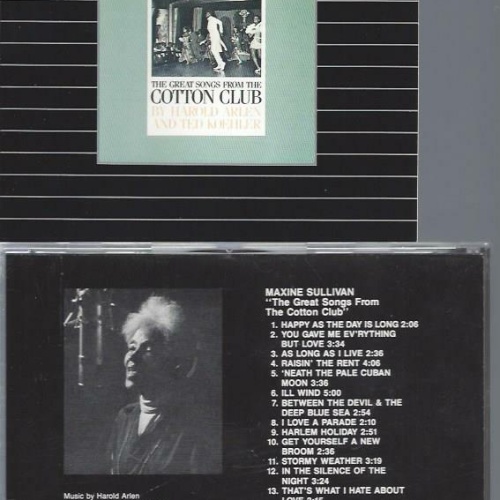 THE GREAT SONGS FROM THE
COTTON CLUB
BY HAROLD ARLEN
AND TED KOEHLER
MAXINE SULLIVAN
"The Great Songs From
The Cotton Club"
1. HAPPY AS THE DAY IS LONG 2:06
2. YOU GAVE ME EV'RYTHING
BUT LOVE 3:34
3. AS LONG AS I LIVE 2:36
4. RAISIN' THE RENT 4:06
5. 'NEATH THE PALE CUBAN
MOON 3:36
6. ILL WIND 5:00
7. BETWEEN THE DEVIL & THE
DEEP BLUE SEA 2:54
8. I LOVE A PARADE 2:10
9. HARLEM HOLIDAY 2:51
10. GET YOURSELF A NEW
BROOM 2:36
11. STORMY WEATHER 3:19
12. IN THE SILENCE OF THE
NIGHT 3:24
13. THAT'S WHAT I HATE ABOUT
Music by Harold Arlen